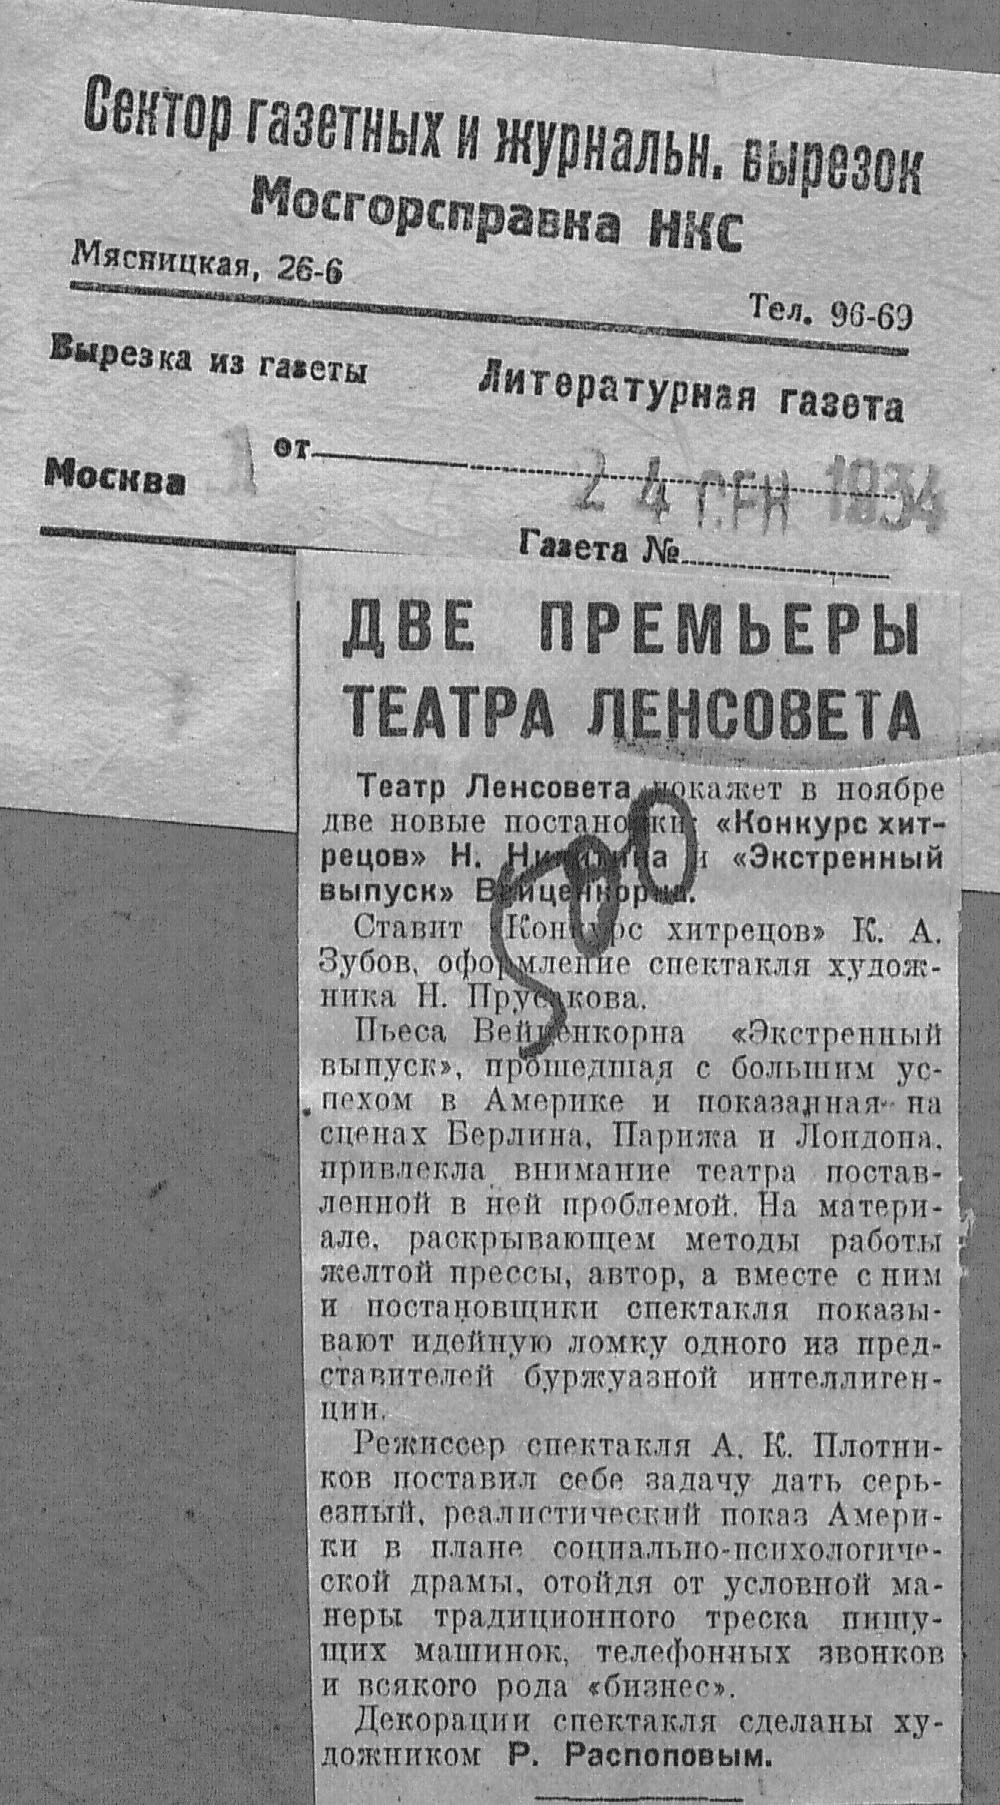 Сектор газетных и журнальн. вырезок
Мосгорсправка НКС
Мясницкая, 26-6
Тел. 96-69
Вырезка из газеты
Литературная газета
Москва
от
24 СЕН 1934
Газета №
ДВЕ ПРЕМЬЕРЫ
ТЕАТРА ЛЕНСОВЕТА
Театр Ленсовета покажет в ноябре
две новые постановки: «Конкурс хит-
рецов» Н. и «Экстренный
выпуск» Вейценкорна.
Ставит «Конкурс хитрецов» К. А.
Зубов, оформление спектакля худож-
ника Н. Прусакова.
Пьеса Вейценкорна «Экстренный
выпуск», прошедшая с большим ус-
пехом в Америке и показанная на
сценах Берлина, Парижа и Лондона,
привлекла внимание театра постав-
ленной в ней проблемой. На матери-
але, раскрывающем методы работы
желтой прессы, автор, а вместе с ним
и постановщики спектакля показы-
вают идейную ломку одного из пред-
ставителей буржуазной интеллиген-
ции.
Режиссер спектакля А. К. Плотни-
ков поставил себе задачу дать серь-
езный, реалистический показ Амери-
ки в плане социально-психологиче-
ской драмы, отойдя от условной ма-
неры традиционного треска пишу-
щих машинок, телефонных звонков
и всякого рода «бизнес».
Декорации спектакля сделаны ху-
дожником Р. Распоповым.